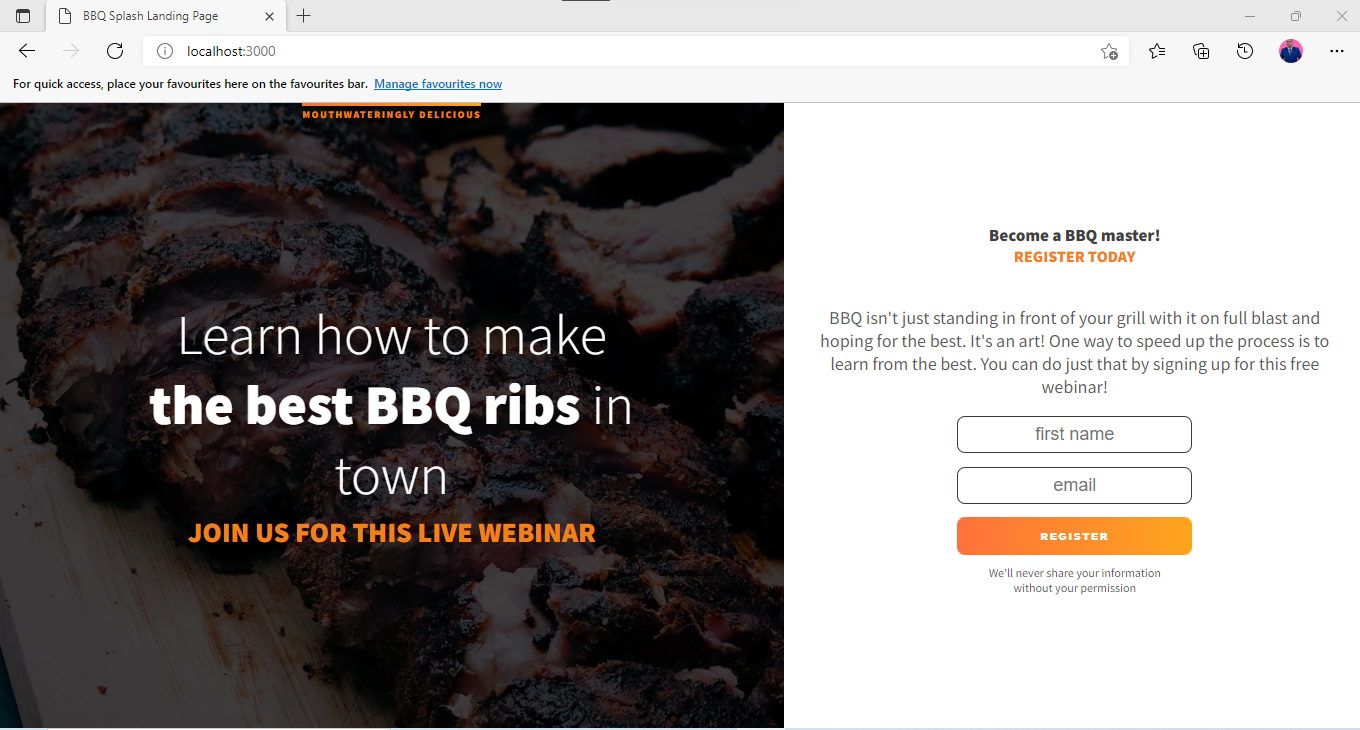 BBQ Splash Landing Page
localhost:3000
For quick access, place your favourites here on the favourites bar. Manage favourites now
MOUTHWATERINGLY DELICIOUS
Learn how to make
the best BBQ ribs in
town
JOIN US FOR THIS LIVE WEBINAR
Become a BBQ master!
REGISTER TODAY
BBQ isn't just standing in front of your grill with it on full blast and
hoping for the best. It's an art! One way to speed up the process is to
learn from the best. You can do just that by signing up for this free
webinar!
first name
email
REGISTER
We'll never share your information
without your permission